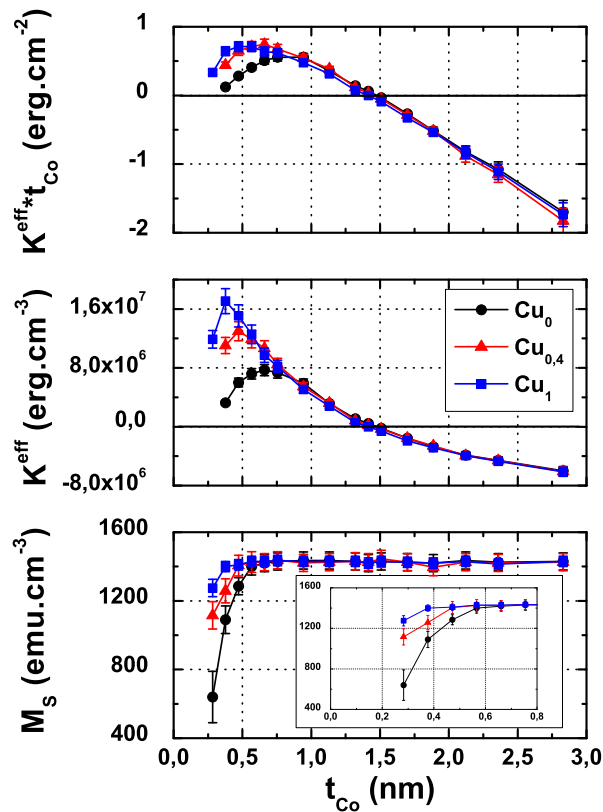 1
0
-1
-2
K^eff*t_Co (erg.cm^-2)
1,6x10^7
8,0x10^6
0,0
-8,0x10^6
K^eff (erg.cm^-3)
Cu_0
Cu_0,4
Cu_1
1600
1200
800
400
M_S (emu.cm^-3)
1400
1200
1000
800
600
400
0,0 0,2 0,4 0,6 0,8
0,0 0,5 1,0 1,5 2,0 2,5 3,0
t_Co (nm)